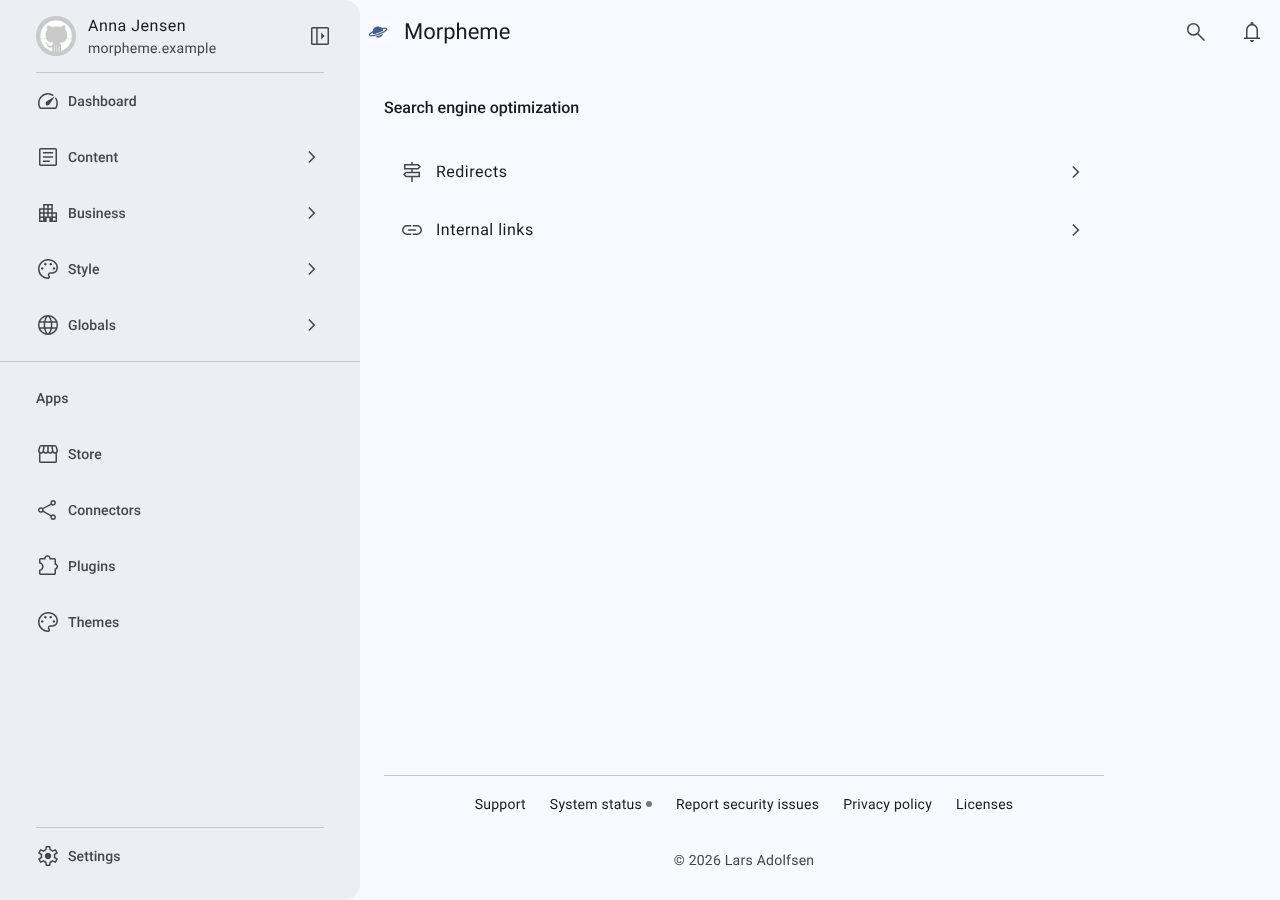 Anna Jensen
morpheme.example
Dashboard
Content
Business
Style
Globals
Apps
Store
Connectors
Plugins
Themes
Settings
Morpheme
Search engine optimization
Redirects
Internal links
Support System status Report security issues Privacy policy Licenses
© 2026 Lars Adolfsen